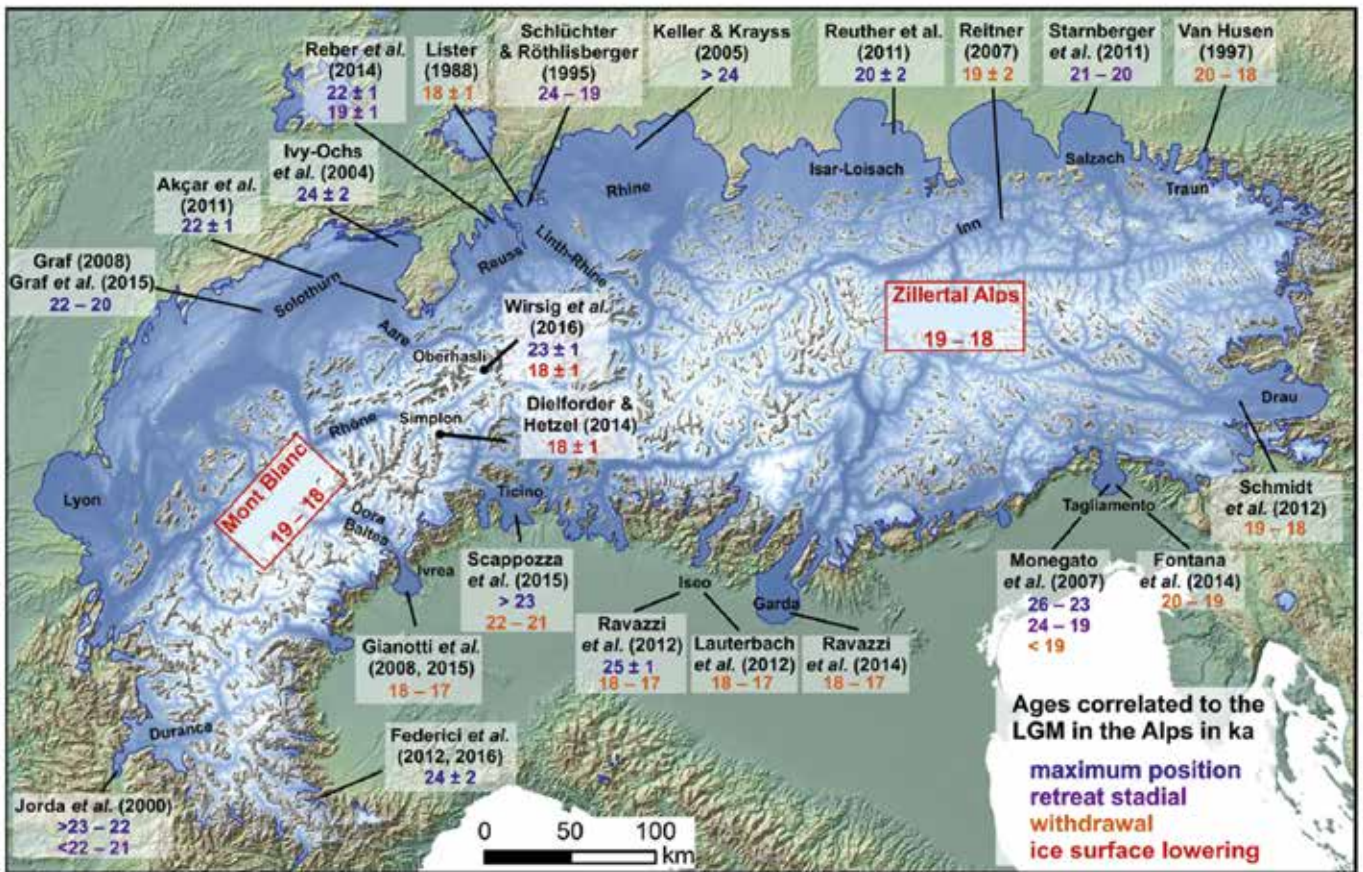 Reber et al.
(2014)
22 ± 1
19 ± 1
Lister
(1988)
18 ± 1
Schlüchter
& Röthlisberger
(1995)
24 – 19
Keller & Krayss
(2005)
> 24
Reuther et al.
(2011)
20 ± 2
Reitner
(2007)
19 ± 2
Starnberger
et al. (2011)
21 – 20
Van Husen
(1997)
20 – 18
Ivy-Ochs
et al. (2004)
24 ± 2
Akçar et al.
(2011)
22 ± 1
Graf (2008)
Graf et al. (2015)
22 – 20
Solothurn
Reuss
Linth-Rhine
Rhine
Isar-Loisach
Inn
Salzach
Traun
Aare
Oberhasli
Wirsig et al.
(2016)
23 ± 1
18 ± 1
Zillertal Alps
19 – 18
Simplon
Dielforder &
Hetzel (2014)
18 ± 1
Rhône
Drau
Lyon
Mont Blanc
19 – 18
Dora
Baltea
Ivrea
Ticino
Scappozza
et al. (2015)
> 23
22 – 21
Iseo
Garda
Tagliamento
Schmidt
et al. (2012)
19 – 18
Gianotti et al.
(2008, 2015)
18 – 17
Ravazzi
et al. (2012)
25 ± 1
18 – 17
Lauterbach
et al. (2012)
18 – 17
Ravazzi
et al. (2014)
18 – 17
Monegato
et al. (2007)
26 – 23
24 – 19
< 19
Fontana
et al. (2014)
20 – 19
Durance
Federici et al.
(2012, 2016)
24 ± 2
Jorda et al. (2000)
>23 – 22
<22 – 21
0 50 100
km
Ages correlated to the
LGM in the Alps in ka
maximum position
retreat stadial
withdrawal
ice surface lowering